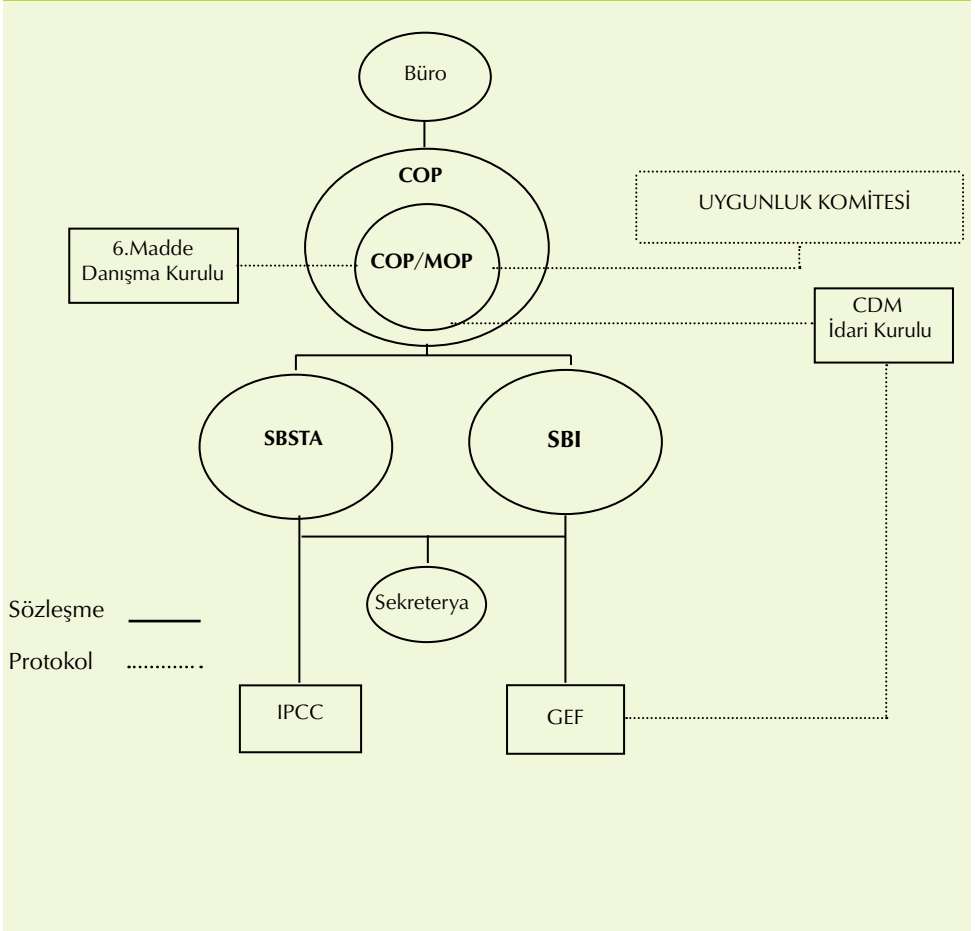 Büro
COP
UYGUNLUK KOMİTESİ
6.Madde
Danışma Kurulu
COP/MOP
CDM
İdari Kurulu
SBSTA
SBI
Sekreterya
Sözleşme
Protokol
IPCC
GEF